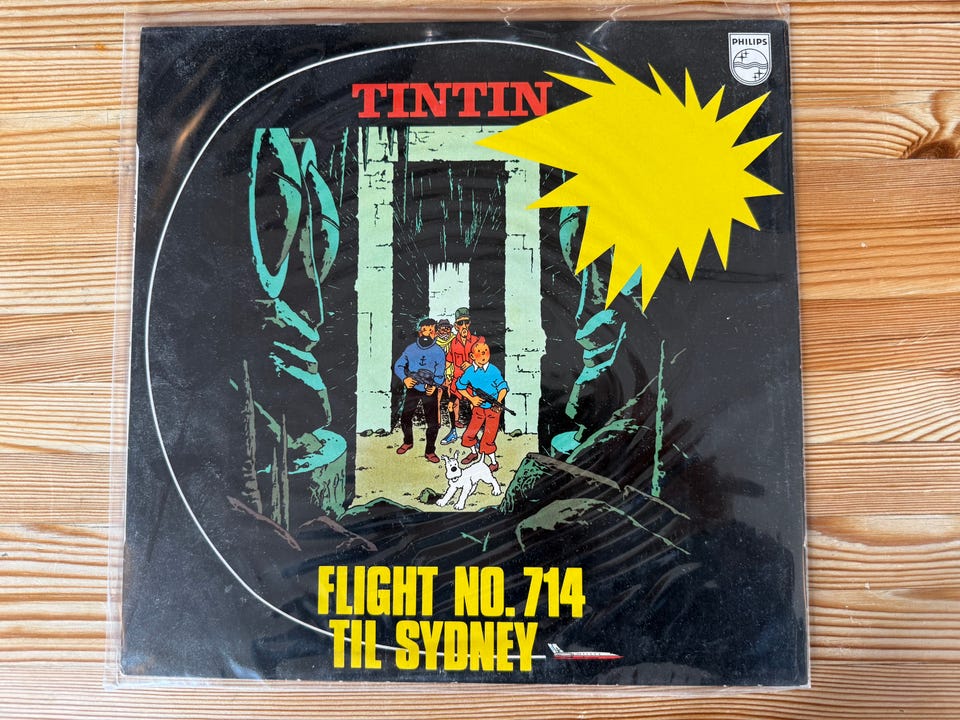 PHILIPS
TINTIN
FLIGHT NO. 714
TIL SYDNEY